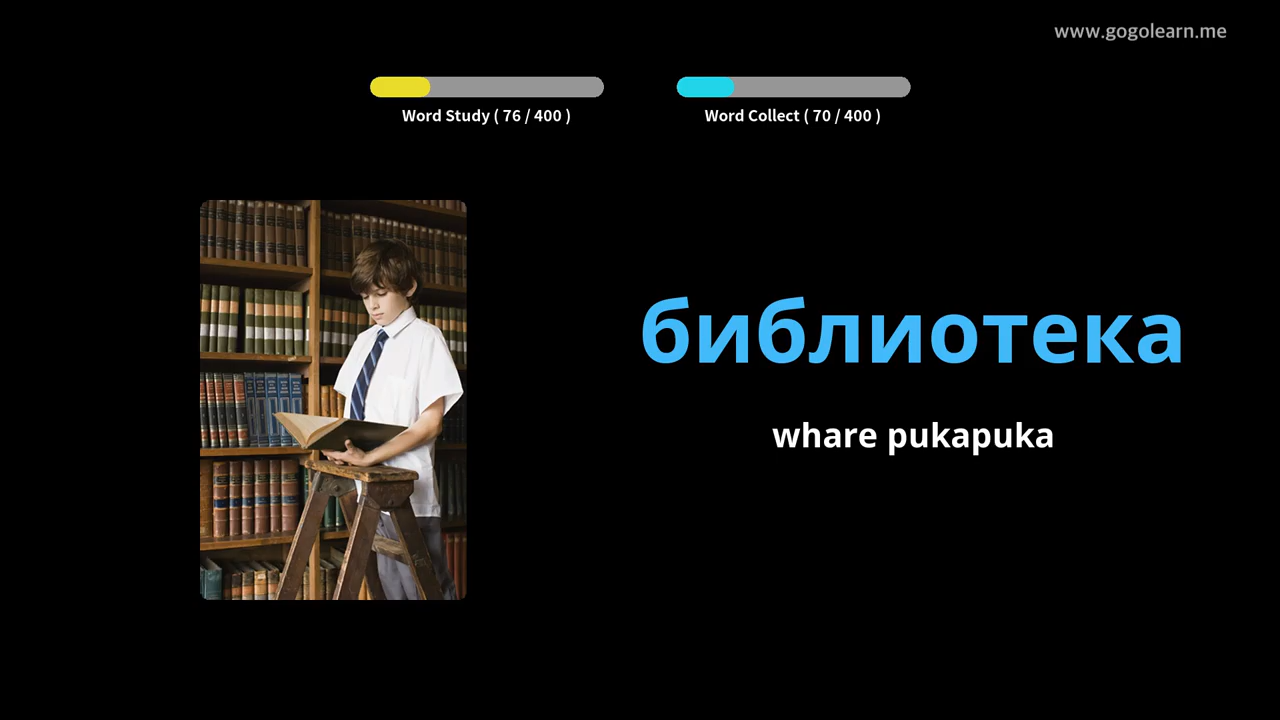 www.gogolearn.me
Word Study ( 76 / 400 )
Word Collect ( 70 / 400 )
библиотека
whare pukapuka